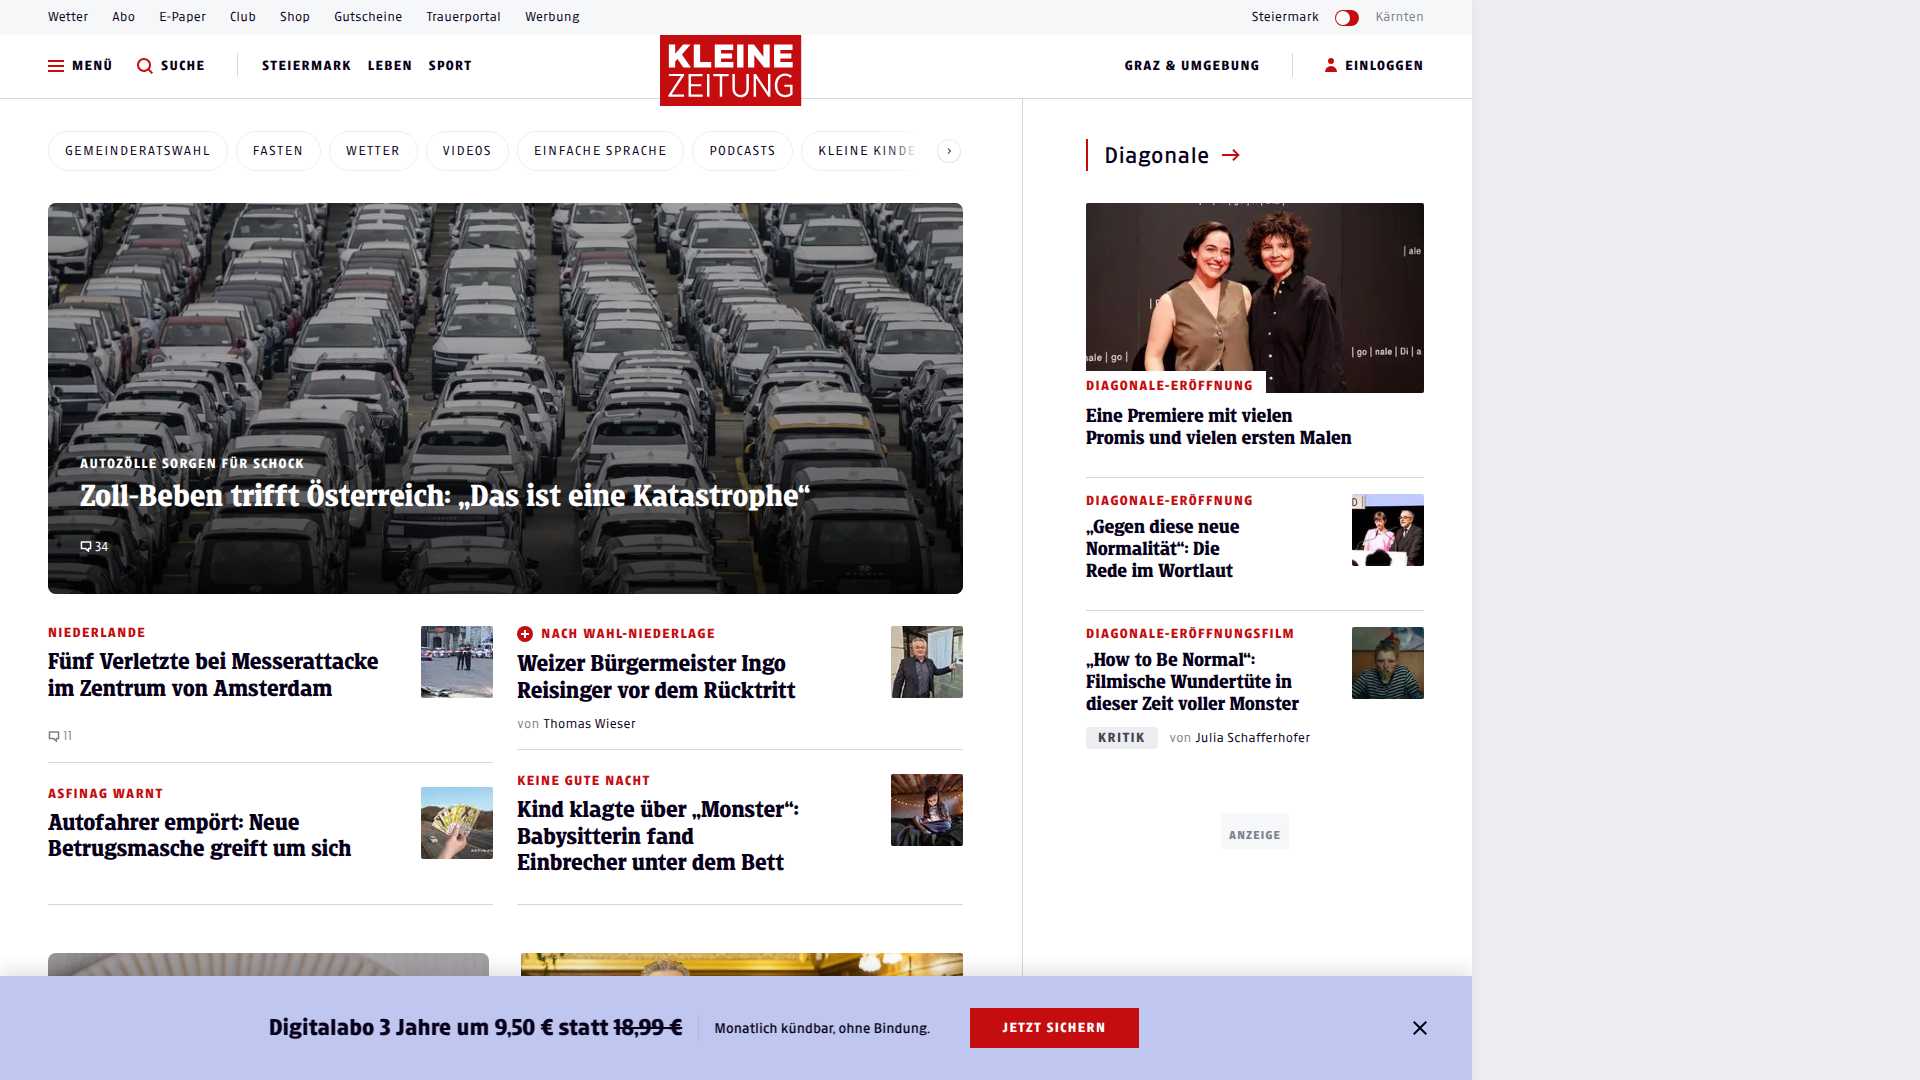 Wetter Abo E-Paper Club Shop Gutscheine Trauerportal Werbung Steiermark Kärnten
MENÜ SUCHE STEIERMARK LEBEN SPORT KLEINE ZEITUNG GRAZ & UMGEBUNG EINLOGGEN
GEMEINDERATSWAHL FASTEN WETTER VIDEOS EINFACHE SPRACHE PODCASTS KLEINE KINDE
AUTOZÖLLE SORGEN FÜR SCHOCK
Zoll-Beben trifft Österreich: „Das ist eine Katastrophe“
34
NIEDERLANDE
Fünf Verletzte bei Messerattacke
im Zentrum von Amsterdam
11
NACH WAHL-NIEDERLAGE
Weizer Bürgermeister Ingo
Reisinger vor dem Rücktritt
von Thomas Wieser
ASFINAG WARNT
Autofahrer empört: Neue
Betrugsmasche greift um sich
KEINE GUTE NACHT
Kind klagte über „Monster“:
Babysitterin fand
Einbrecher unter dem Bett
Diagonale
| ale
ale | go |
| go | nale | Di | a
DIAGONALE-ERÖFFNUNG
Eine Premiere mit vielen
Promis und vielen ersten Malen
DIAGONALE-ERÖFFNUNG
„Gegen diese neue
Normalität“: Die
Rede im Wortlaut
DIAGONALE-ERÖFFNUNGSFILM
„How to Be Normal“:
Filmische Wundertüte in
dieser Zeit voller Monster
KRITIK von Julia Schafferhofer
ANZEIGE
Digitalabo 3 Jahre um 9,50 € statt 18,99 € Monatlich kündbar, ohne Bindung. JETZT SICHERN